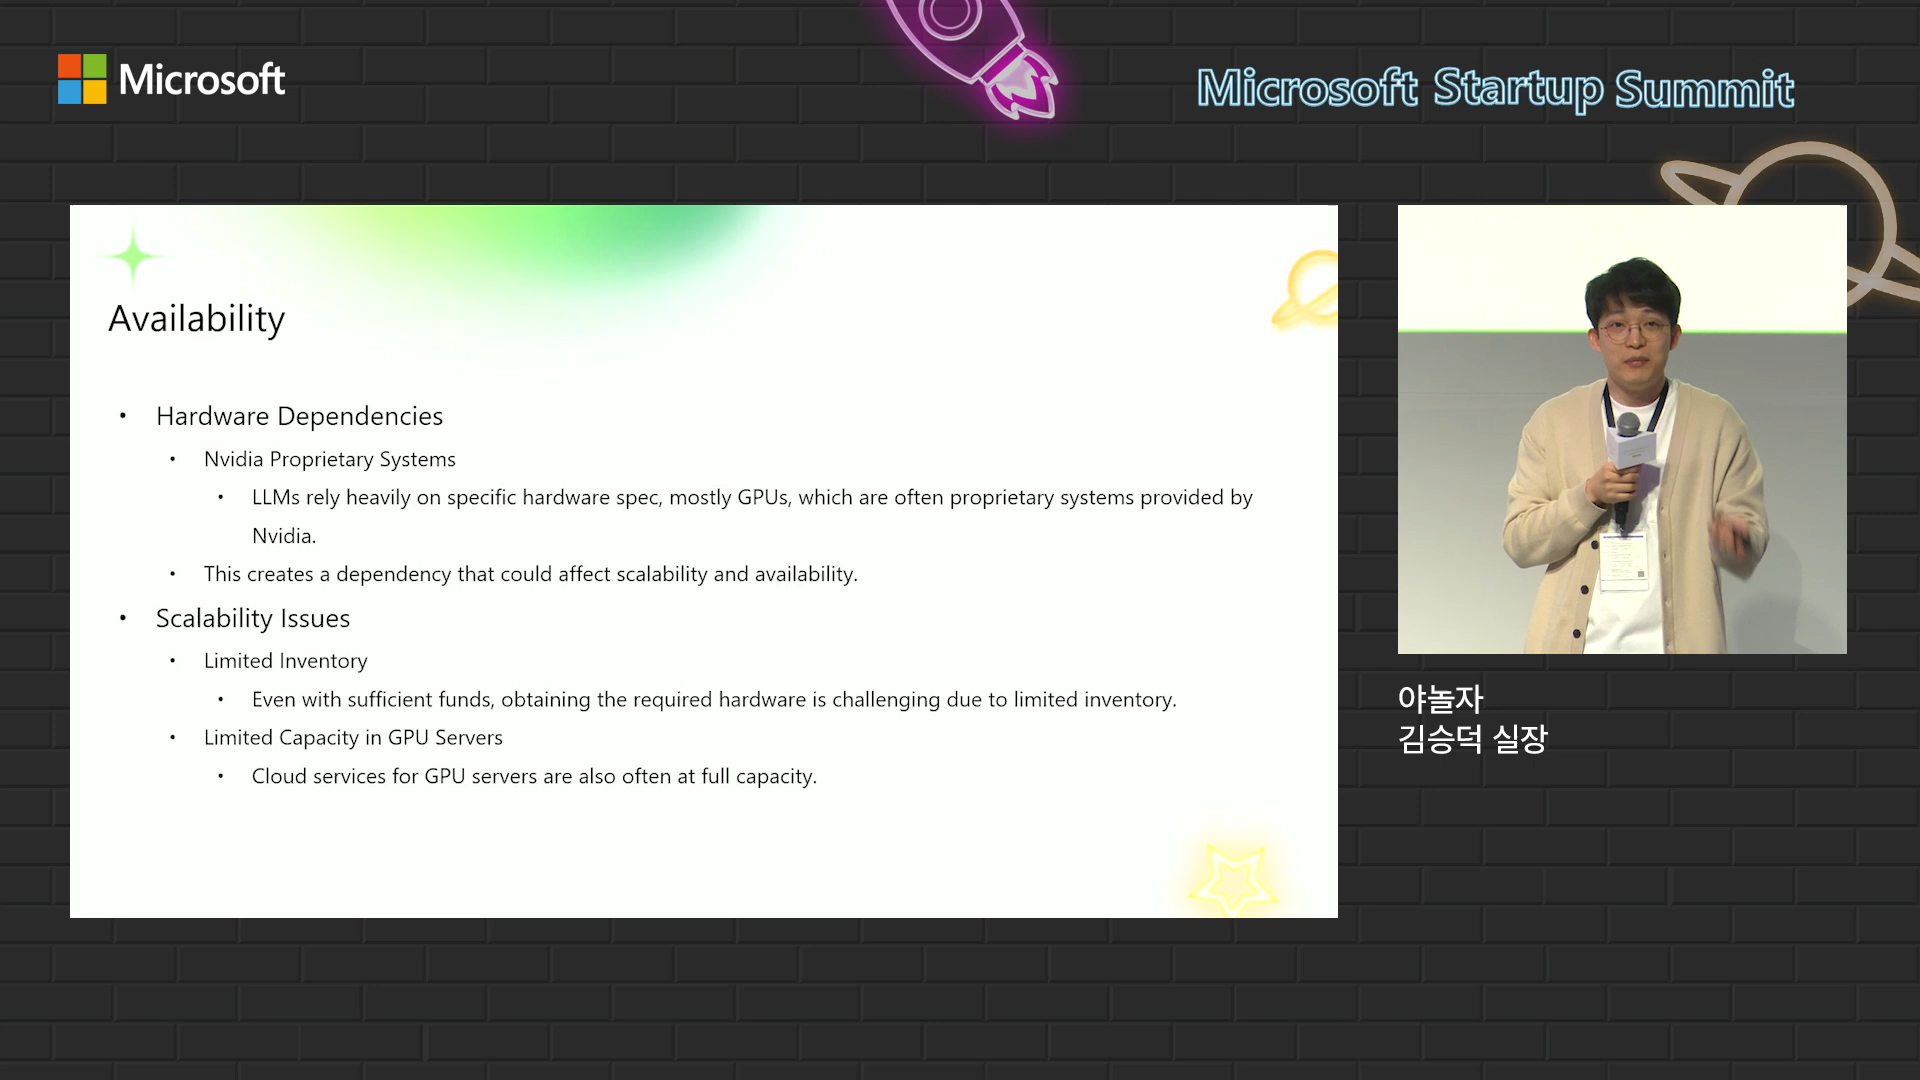 Microsoft
Microsoft Startup Summit
Availability
• Hardware Dependencies
• Nvidia Proprietary Systems
• LLMs rely heavily on specific hardware spec, mostly GPUs, which are often proprietary systems provided by
Nvidia.
• This creates a dependency that could affect scalability and availability.
• Scalability Issues
• Limited Inventory
• Even with sufficient funds, obtaining the required hardware is challenging due to limited inventory.
• Limited Capacity in GPU Servers
• Cloud services for GPU servers are also often at full capacity.
야놀자
김승덕 실장